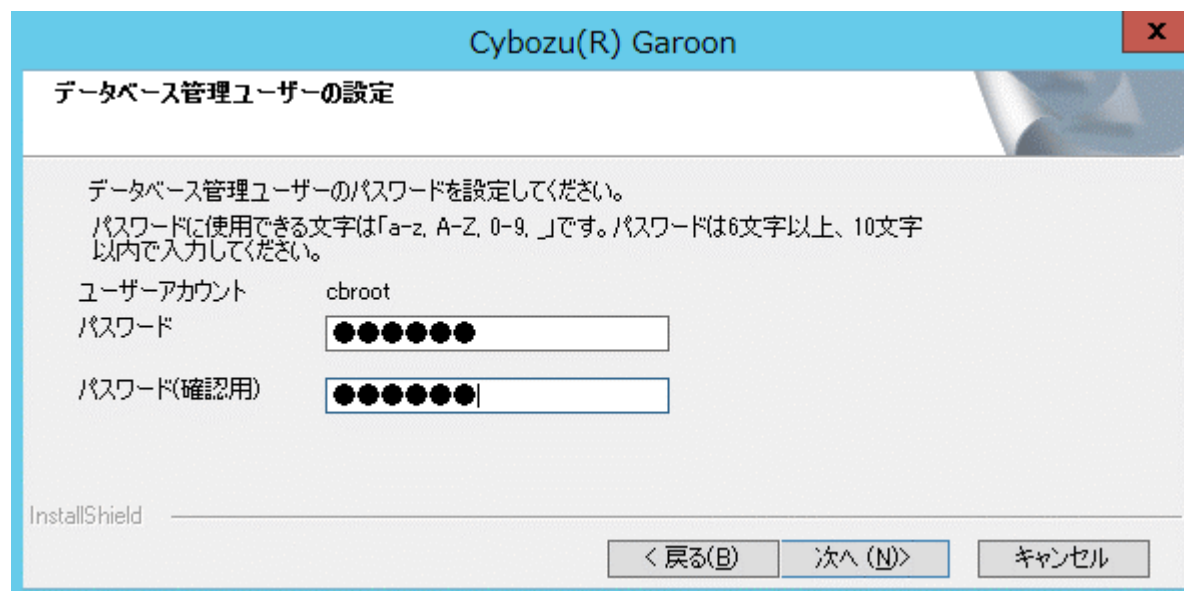 Cybozu(R) Garoon
x
データベース管理ユーザーの設定
データベース管理ユーザーのパスワードを設定してください。
パスワードに使用できる文字は「a-z, A-Z, 0-9, _」です。パスワードは6文字以上、10文字
以内で入力してください。
ユーザーアカウント cbroot
パスワード ●●●●●●
パスワード(確認用) ●●●●●●
InstallShield
< 戻る(B) 次へ (N)> キャンセル